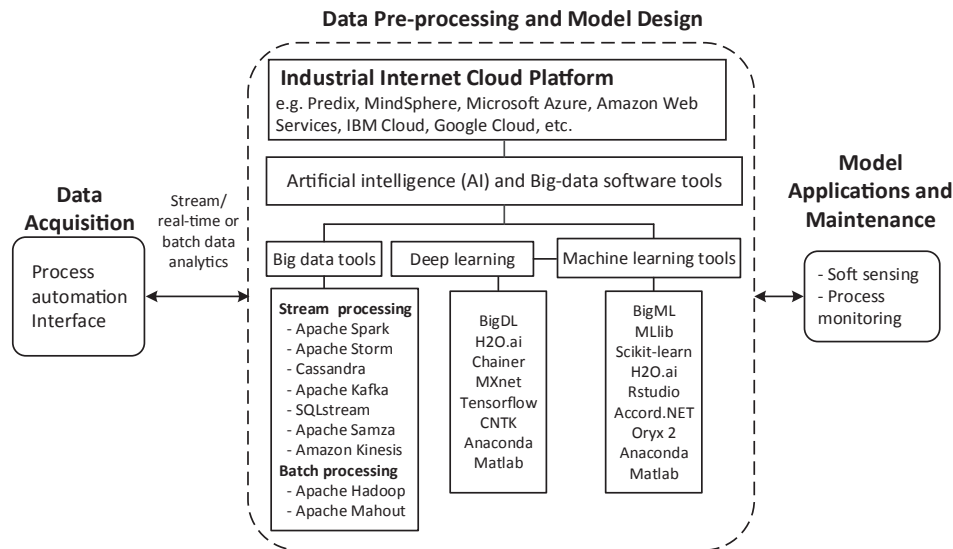 Data Pre-processing and Model Design
Industrial Internet Cloud Platform
e.g. Predix, MindSphere, Microsoft Azure, Amazon Web
Services, IBM Cloud, Google Cloud, etc.
Artificial intelligence (AI) and Big-data software tools
Data
Acquisition
Process
automation
Interface
Stream/
real-time or
batch data
analytics
Big data tools
Stream processing
- Apache Spark
- Apache Storm
- Cassandra
- Apache Kafka
- SQLstream
- Apache Samza
- Amazon Kinesis
Batch processing
- Apache Hadoop
- Apache Mahout
Deep learning
BigDL
H2O.ai
Chainer
MXnet
Tensorflow
CNTK
Anaconda
Matlab
Machine learning tools
BigML
MLlib
Scikit-learn
H2O.ai
Rstudio
Accord.NET
Oryx 2
Anaconda
Matlab
Model
Applications and
Maintenance
- Soft sensing
- Process
monitoring